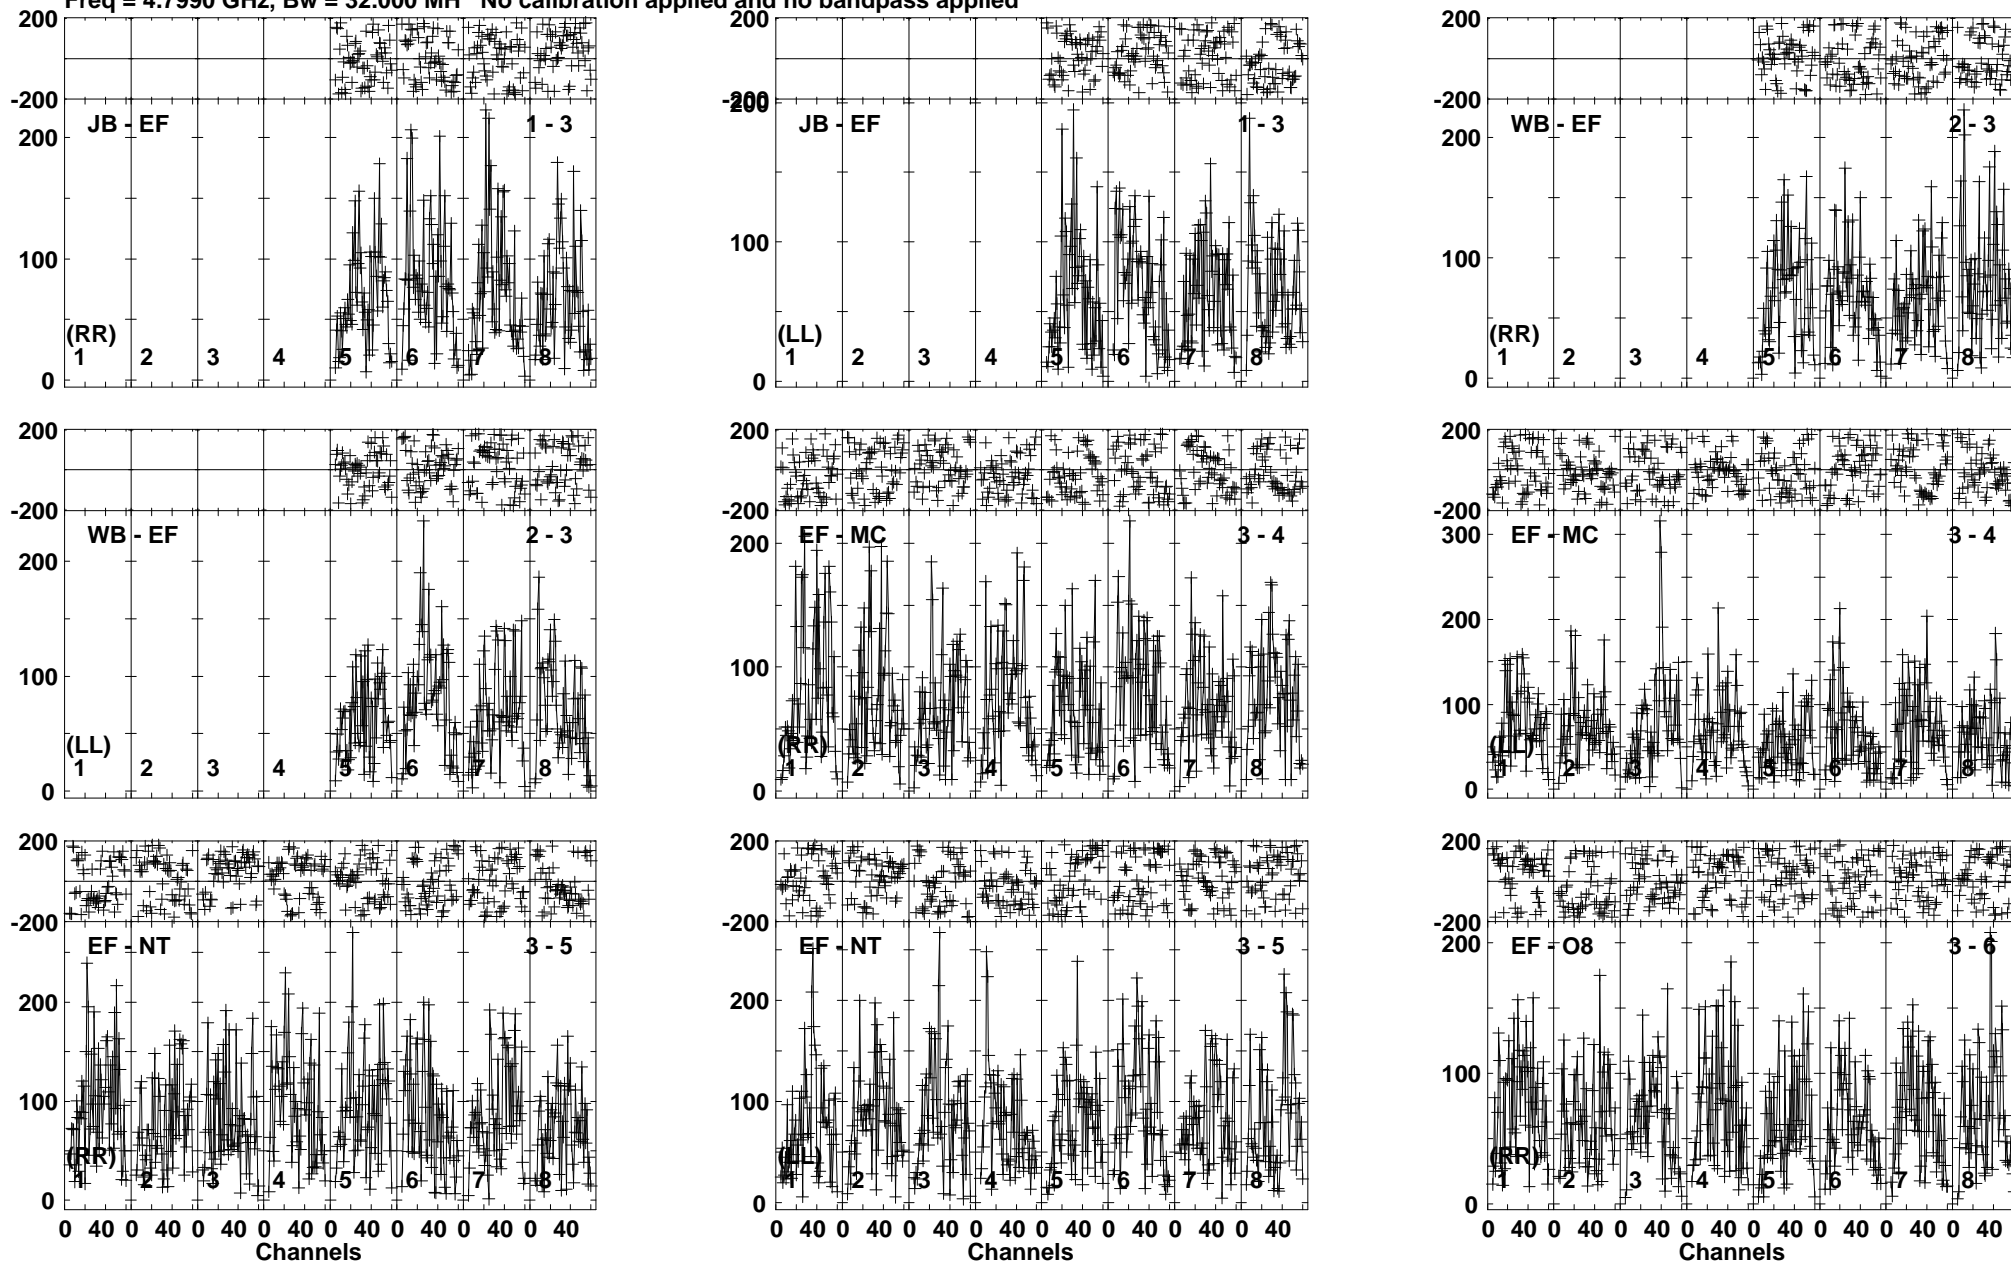 Freq = 4.7990 GHz, Bw = 32.000 MH No calibration applied and no bandpass applied
200 200 200
-200 -200 -200
JB - EF 1 - 3 JB - EF 1 - 3 WB - EF 2 - 3
200 200 200
100 100 100
(RR) (LL) (RR)
1 2 3 4 5 6 7 8 1 2 3 4 5 6 7 8 1 2 3 4 5 6 7 8
0 0 0
200 200 200
-200 -200 -200
WB - EF 2 - 3 EF - MC 3 - 4 EF - MC 3 - 4
200 200 300
200
100 100 100
(LL) (RR) (LL)
1 2 3 4 5 6 7 8 1 2 3 4 5 6 7 8 1 2 3 4 5 6 7 8
0 0 0
200 200 200
-200 -200 -200
EF - NT 3 - 5 EF - NT 3 - 5 EF - O8 3 - 6
200 200 200
100 100 100
(RR) (LL) (RR)
1 2 3 4 5 6 7 8 1 2 3 4 5 6 7 8 1 2 3 4 5 6 7 8
0 0 0
0 40 0 40 0 40 0 40 0 40 0 40 0 40 0 40 0 40 0 40 0 40 0 40 0 40 0 40 0 40 0 40 0 40 0 40 0 40 0 40 0 40 0 40 0 40 0 40
Channels Channels Channels